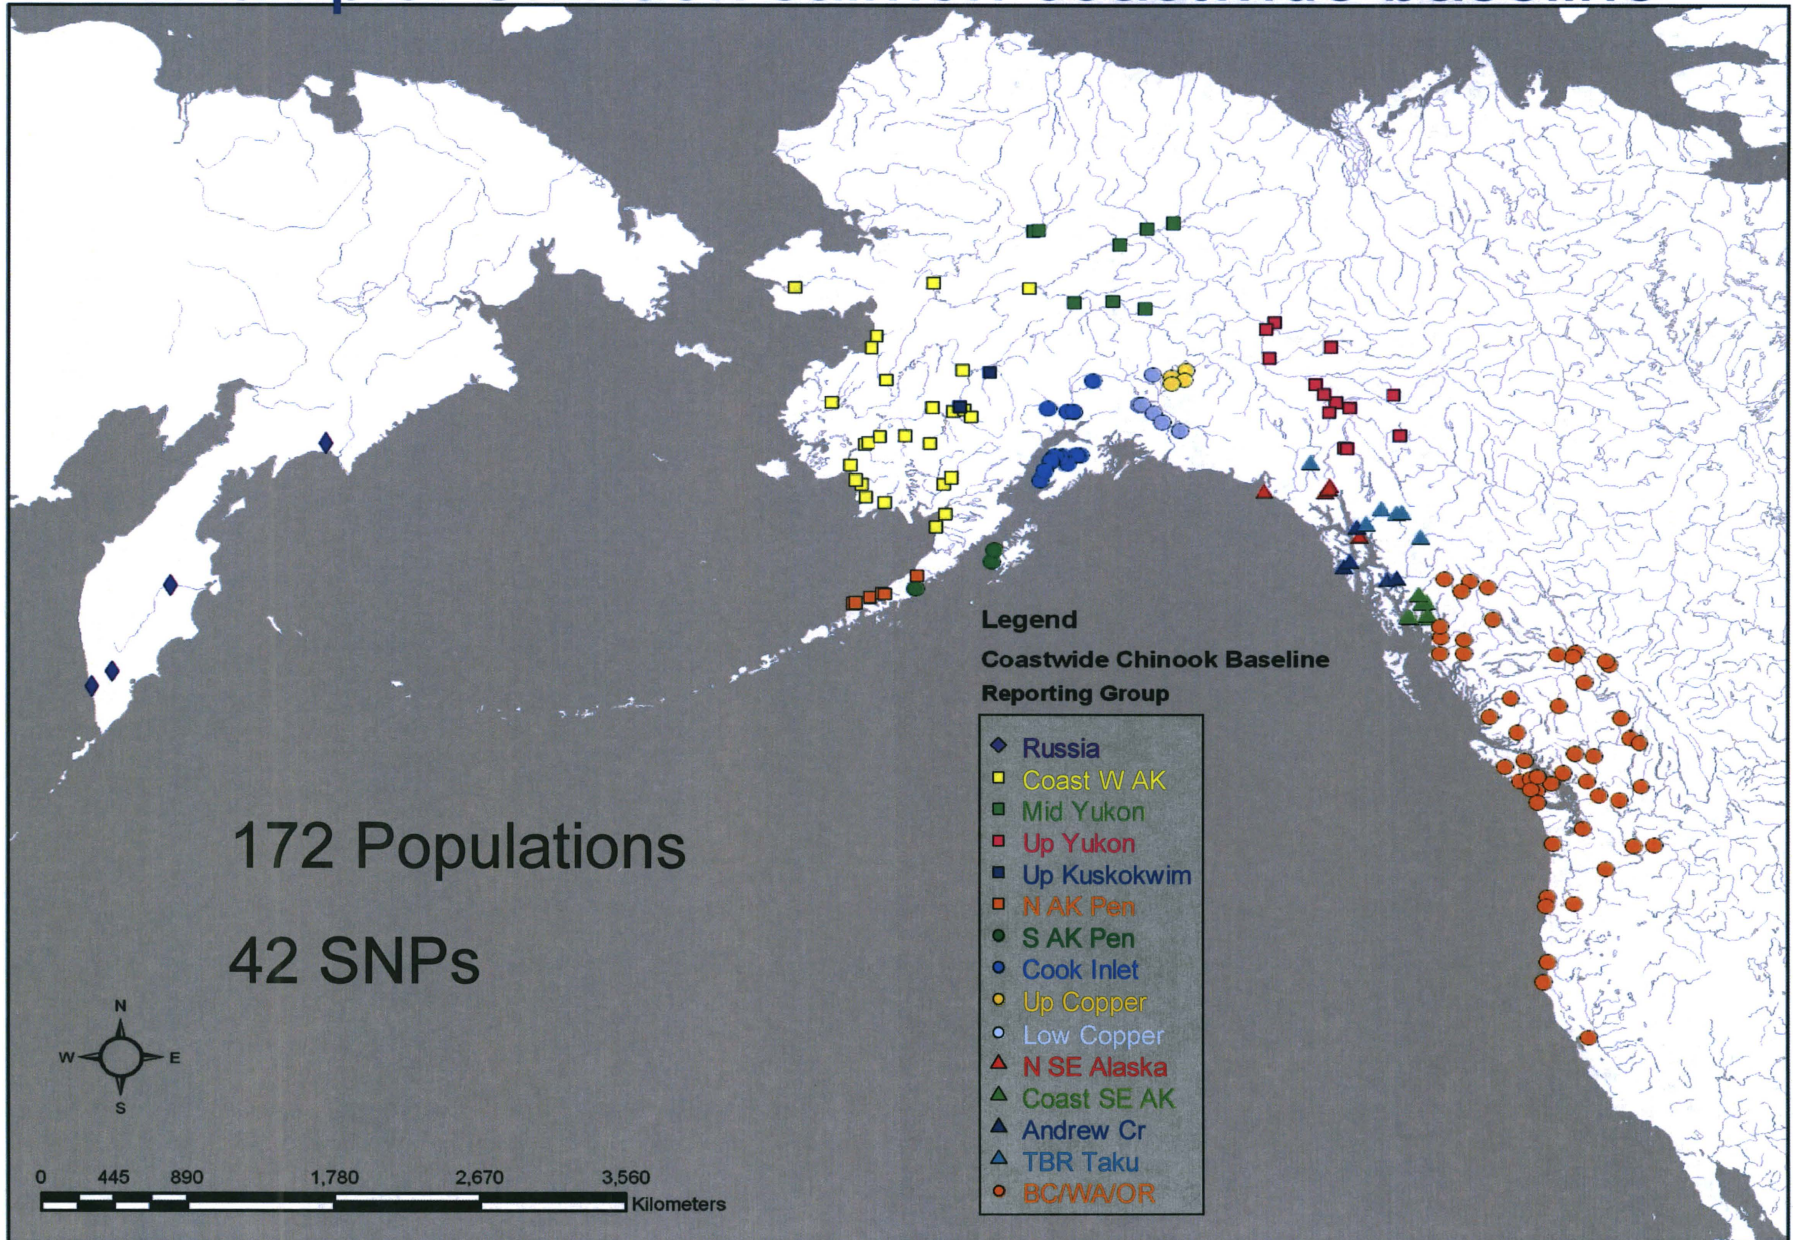 baseline
Legend
Coastwide Chinook Baseline
Reporting Group
Russia
Coast W AK
Mid Yukon
Up Yukon
Up Kuskokwim
N AK Pen
S AK Pen
Cook Inlet
Up Copper
Low Copper
N SE Alaska
Coast SE AK
Andrew Cr
TBR Taku
BC/WA/OR
172 Populations
42 SNPs
N
W E
S
0 445 890 1,780 2,670 3,560
Kilometers